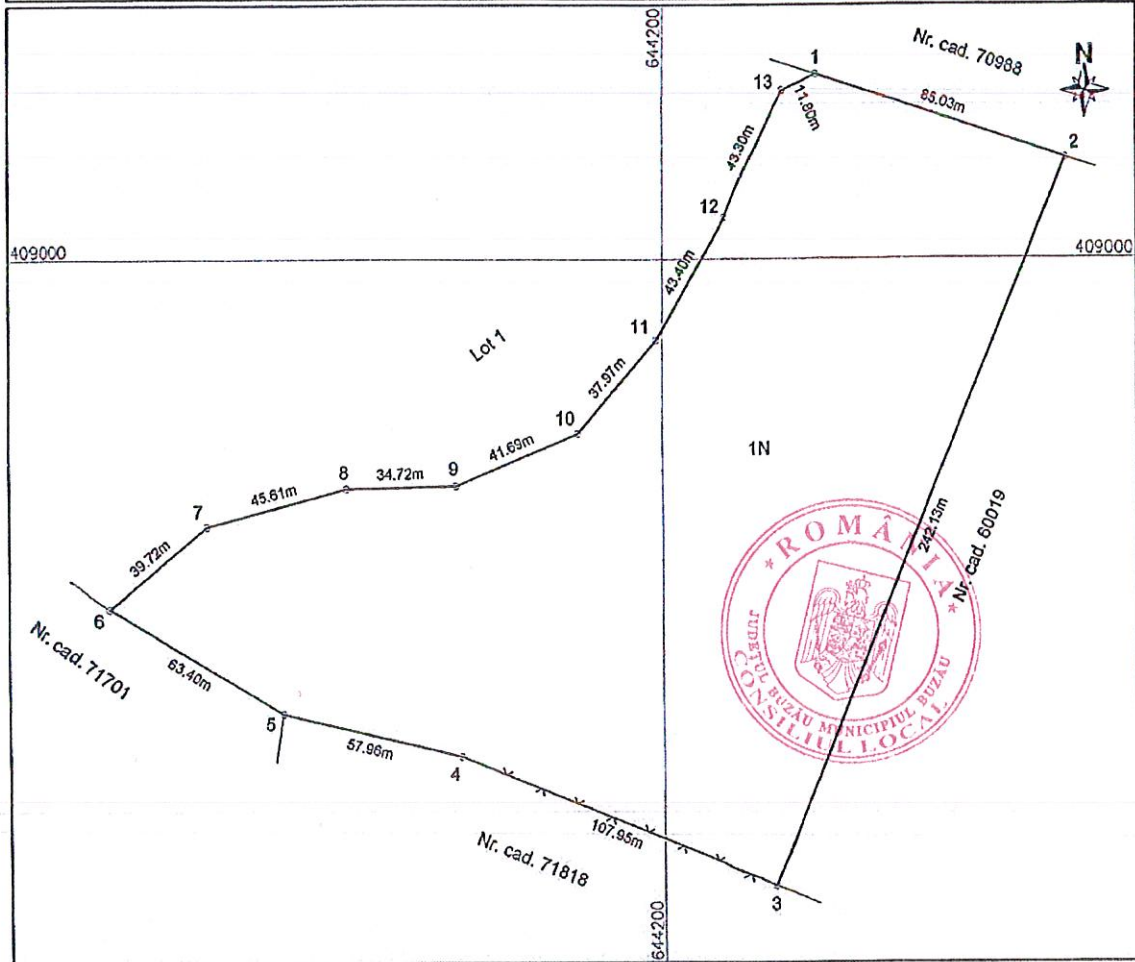 644200
Nr. cad. 70988
N
1
13
11.80m
85.03m
2
43.30m
12
409000
409000
43.40m
11
Lot 1
37.97m
10
41.69m
1N
9
34.72m
8
45.61m
7
39.72m
242.13m
Nr. cad. 60019
ROMÂNIA
JUDEȚUL BUZĂU MUNICIPIUL BUZĂU
CONSILIUL LOCAL
6
Nr. cad. 71701
63.40m
5
57.96m
4
107.95m
Nr. cad. 71818
3
644200